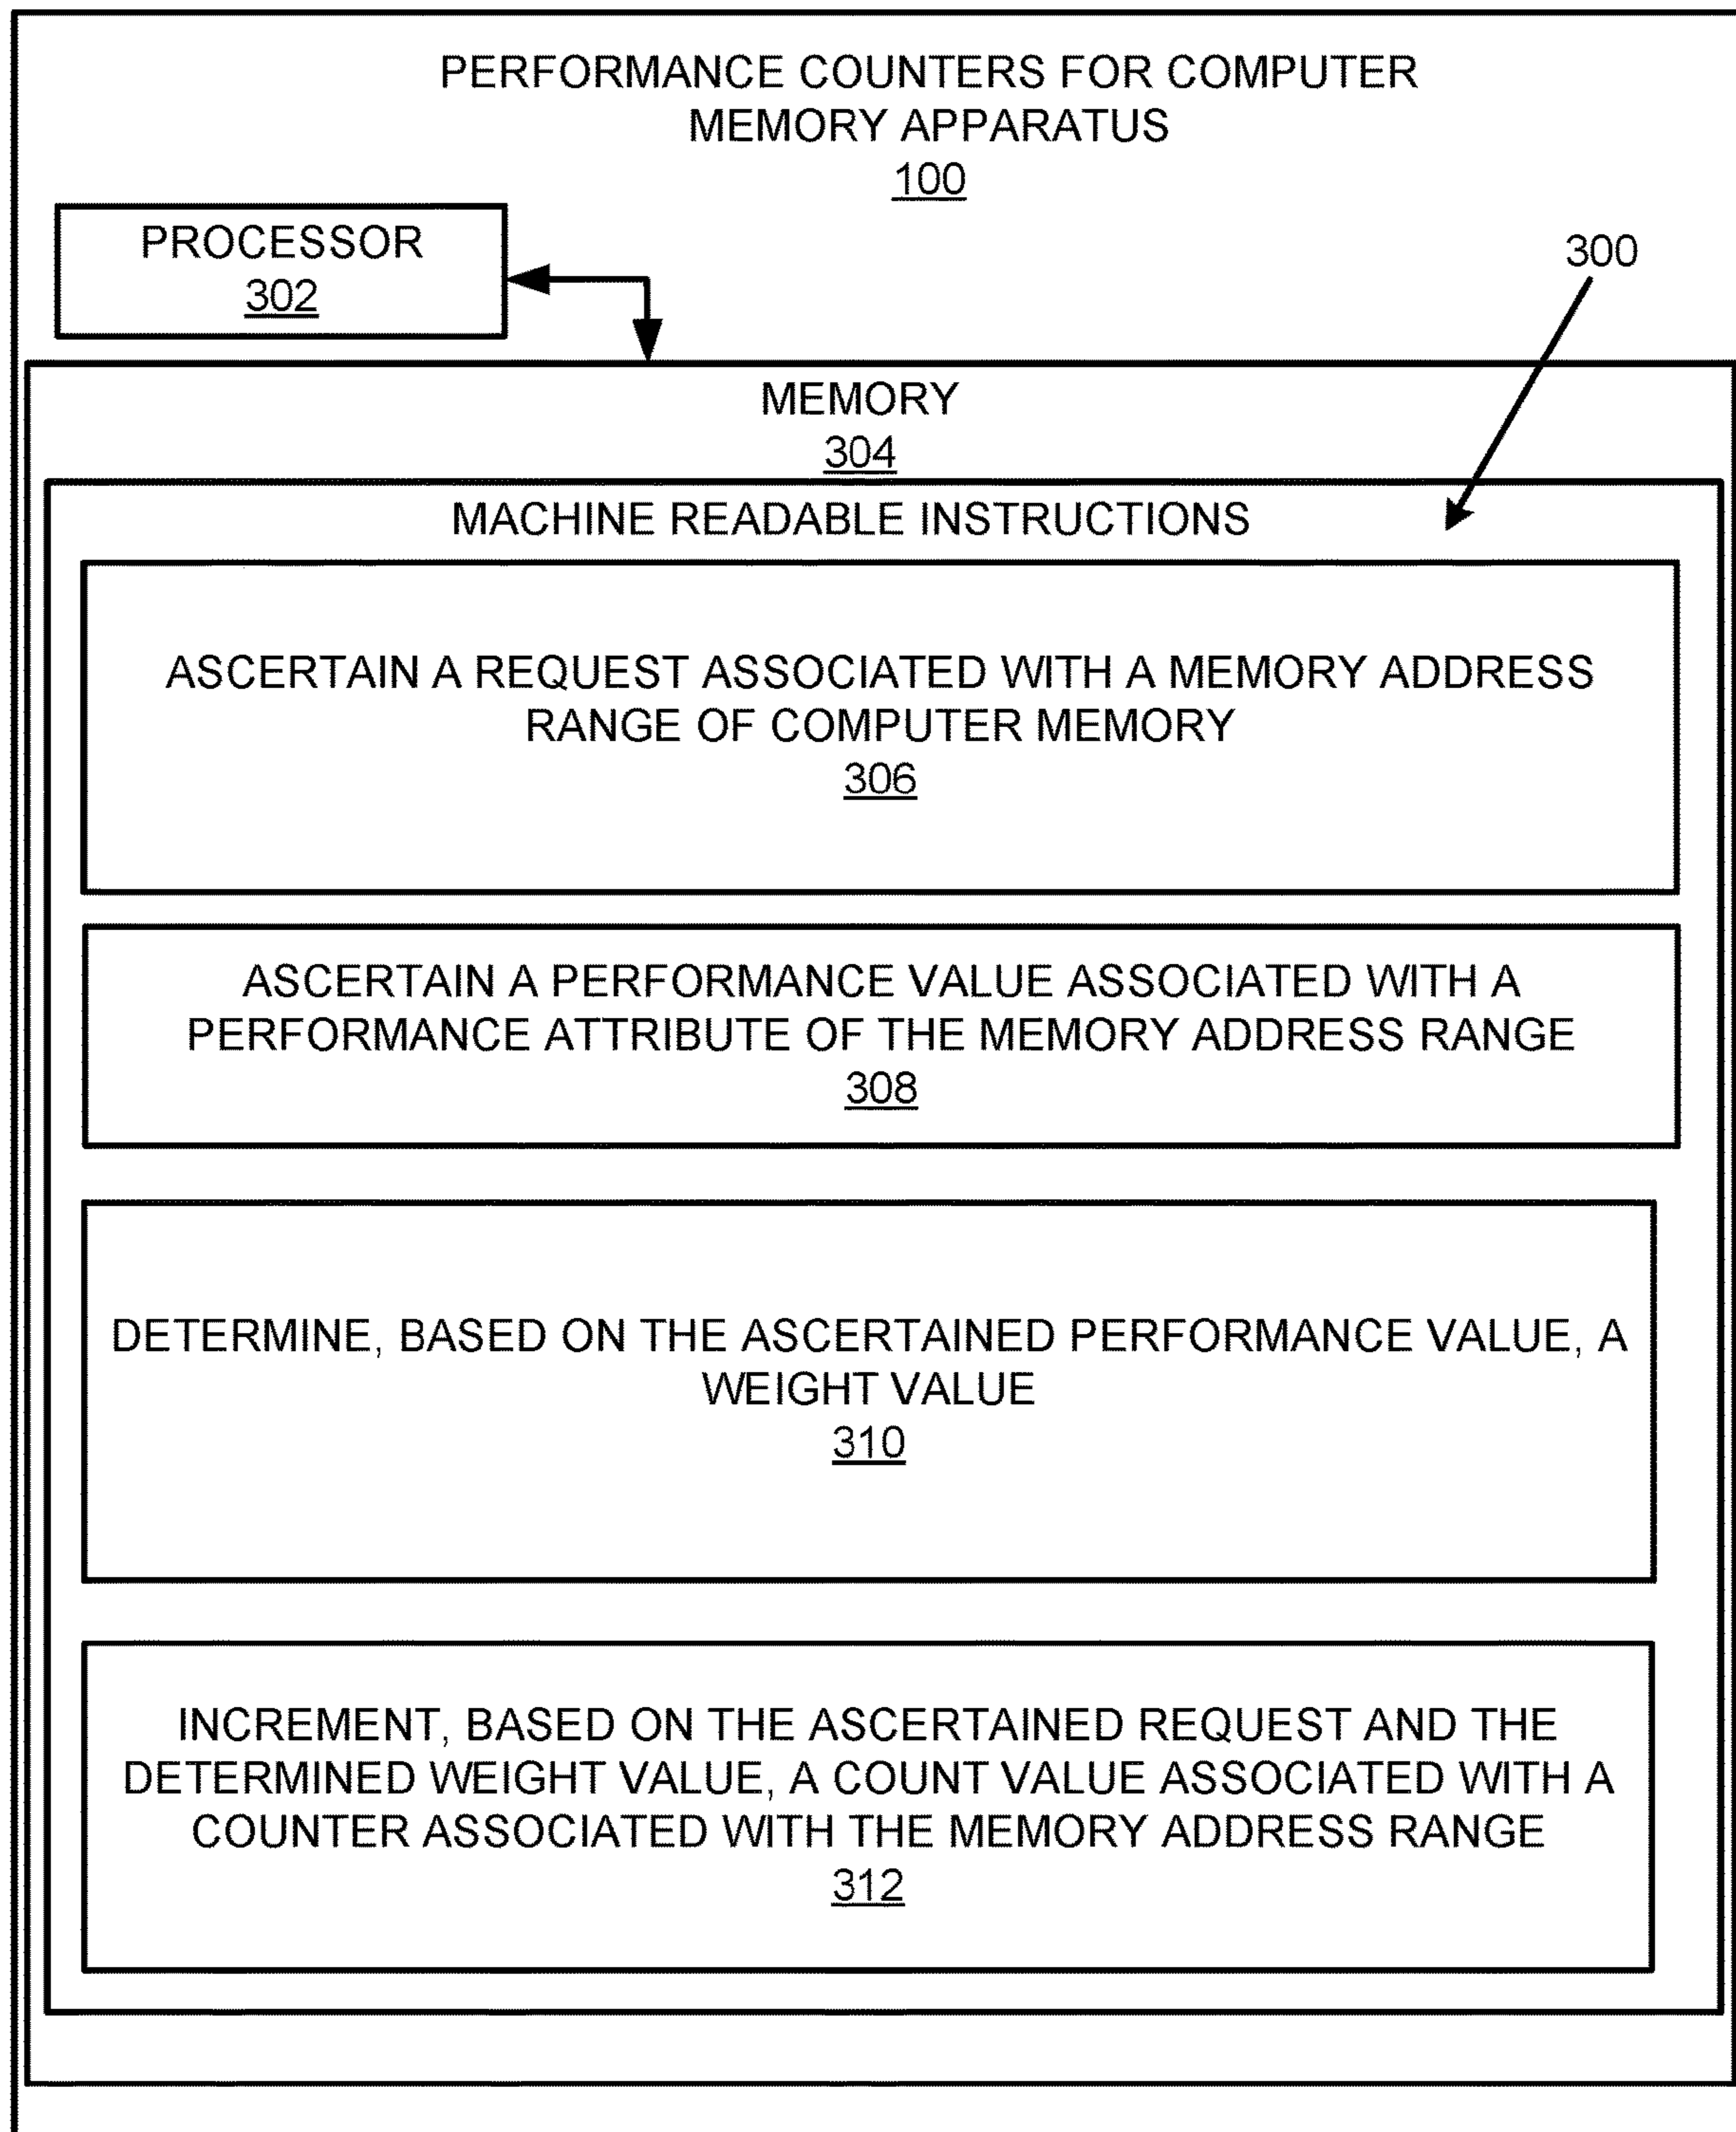 PERFORMANCE COUNTERS FOR COMPUTER
MEMORY APPARATUS
100
PROCESSOR
302
300
MEMORY
304
MACHINE READABLE INSTRUCTIONS
ASCERTAIN A REQUEST ASSOCIATED WITH A MEMORY ADDRESS
RANGE OF COMPUTER MEMORY
306
ASCERTAIN A PERFORMANCE VALUE ASSOCIATED WITH A
PERFORMANCE ATTRIBUTE OF THE MEMORY ADDRESS RANGE
308
DETERMINE, BASED ON THE ASCERTAINED PERFORMANCE VALUE, A
WEIGHT VALUE
310
INCREMENT, BASED ON THE ASCERTAINED REQUEST AND THE
DETERMINED WEIGHT VALUE, A COUNT VALUE ASSOCIATED WITH A
COUNTER ASSOCIATED WITH THE MEMORY ADDRESS RANGE
312